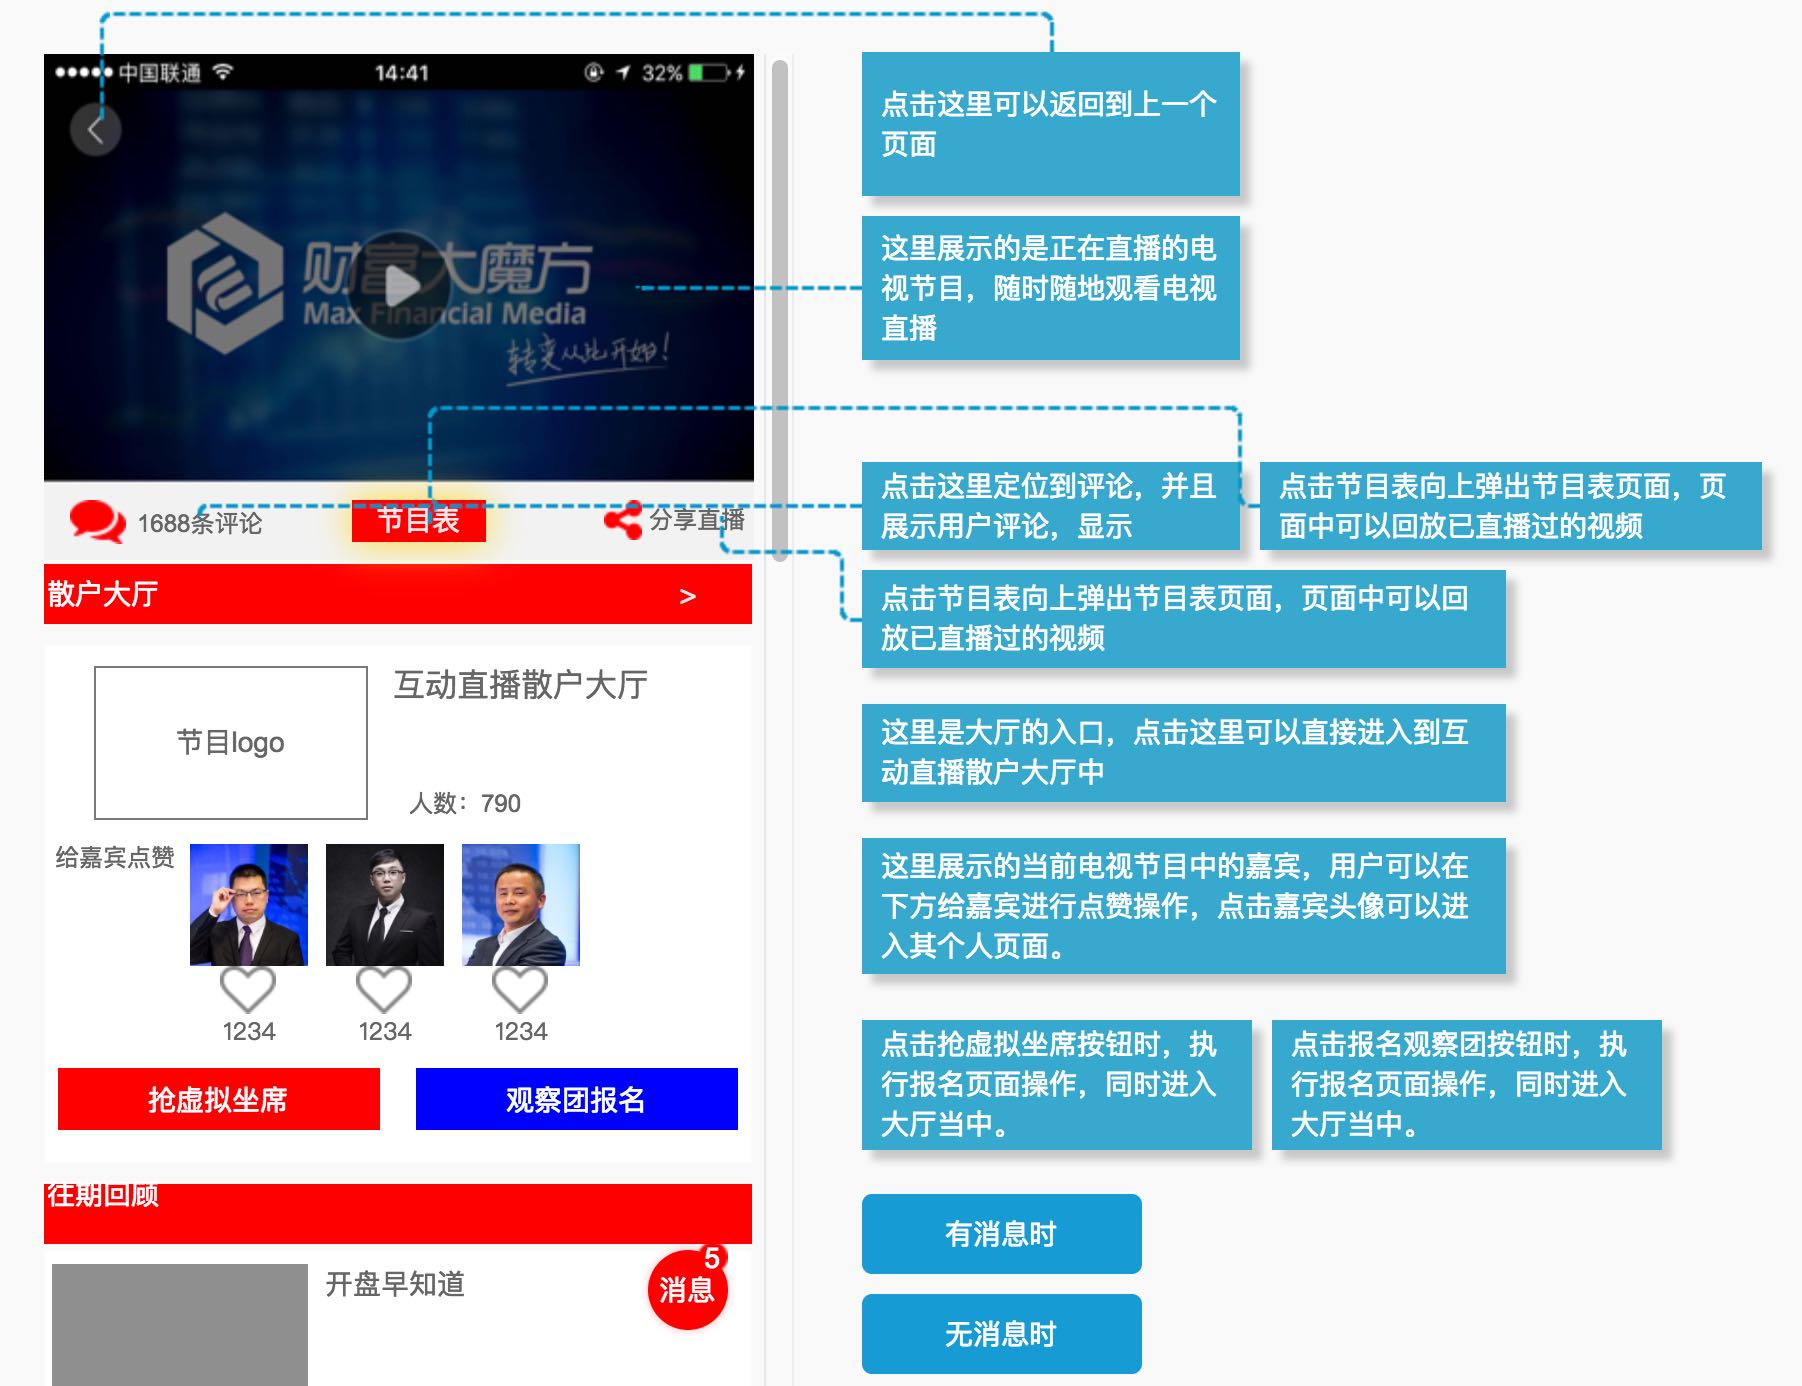 中国联通
14:41
32%
财富大魔方
Max Financial Media
转变从此开始!
1688条评论
节目表
分享直播
散户大厅
>
互动直播散户大厅
节目logo
人数：790
给嘉宾点赞
1234
1234
1234
抢虚拟坐席
观察团报名
往期回顾
开盘早知道
5
消息
点击这里可以返回到上一个
页面
这里展示的是正在直播的电
视节目，随时随地观看电视
直播
点击这里定位到评论，并且
展示用户评论，显示
点击节目表向上弹出节目表页面，页
面中可以回放已直播过的视频
点击节目表向上弹出节目表页面，页面中可以回
放已直播过的视频
这里是大厅的入口，点击这里可以直接进入到互
动直播散户大厅中
这里展示的当前电视节目中的嘉宾，用户可以在
下方给嘉宾进行点赞操作，点击嘉宾头像可以进
入其个人页面。
点击抢虚拟坐席按钮时，执
行报名页面操作，同时进入
大厅当中。
点击报名观察团按钮时，执
行报名页面操作，同时进入
大厅当中。
有消息时
无消息时